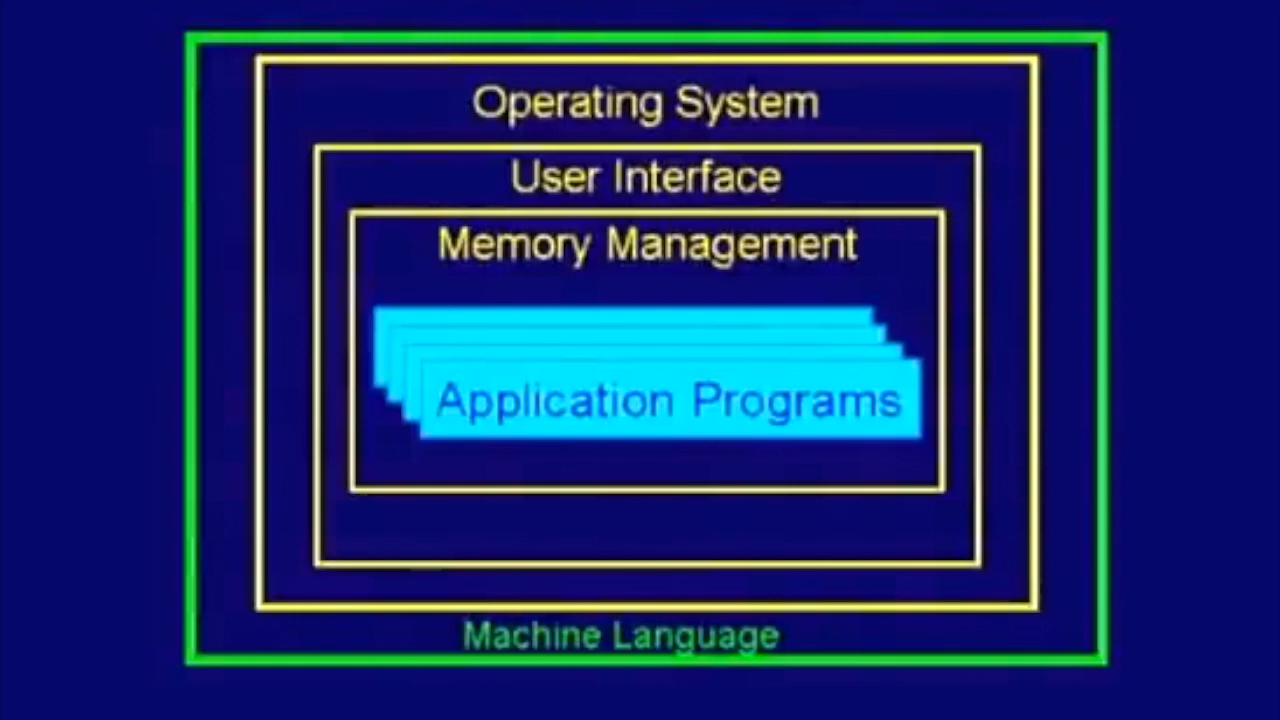 Operating System
User Interface
Memory Management
Application Programs
Machine Language